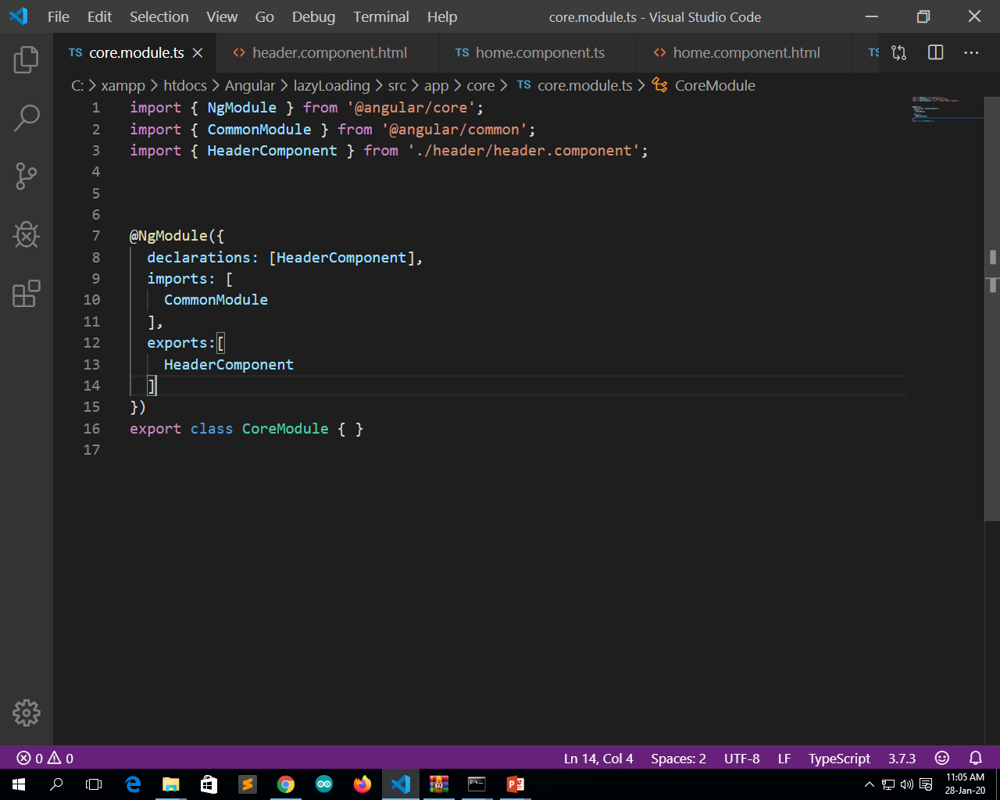 File Edit Selection View Go Debug Terminal Help core.module.ts - Visual Studio Code
TS core.module.ts header.component.html TS home.component.ts home.component.html TS
C: xampp htdocs Angular lazyLoading src app core TS core.module.ts CoreModule
1 import { NgModule } from '@angular/core';
2 import { CommonModule } from '@angular/common';
3 import { HeaderComponent } from './header/header.component';
4
5
6
7 @NgModule({
8 declarations: [HeaderComponent],
9 imports: [
10 CommonModule
11 ],
12 exports:[
13 HeaderComponent
14 ]
15 })
16 export class CoreModule { }
17
0 0 Ln 14, Col 4 Spaces: 2 UTF-8 LF TypeScript 3.7.3
11:05 AM
28-Jan-20